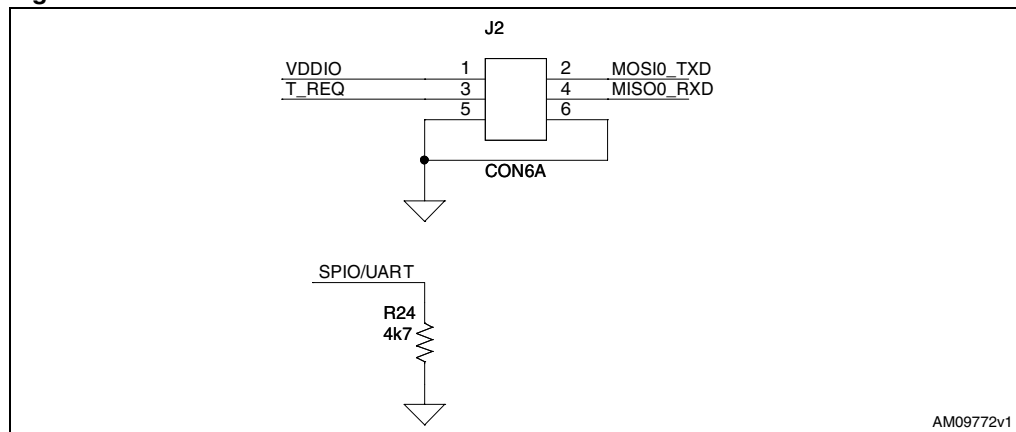 J2
VDDIO 1 2 MOSI0_TXD
T_REQ 3 4 MISO0_RXD
5 6
CON6A
SPIO/UART
R24
4k7
AM09772v1